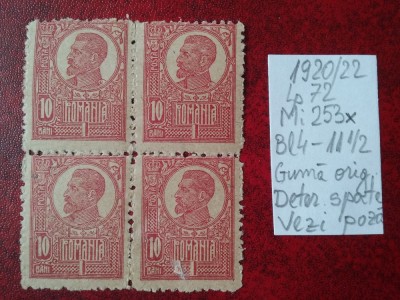 10 ROMANIA
BANI
10 ROMANIA
BANI
10 ROMANIA
BANI
10 ROMANIA
BANI
1920/22
Lp 72
Mi 253x
Bl4 - 11 1/2
Gumă orig.
Deter. spate
Vezi poză